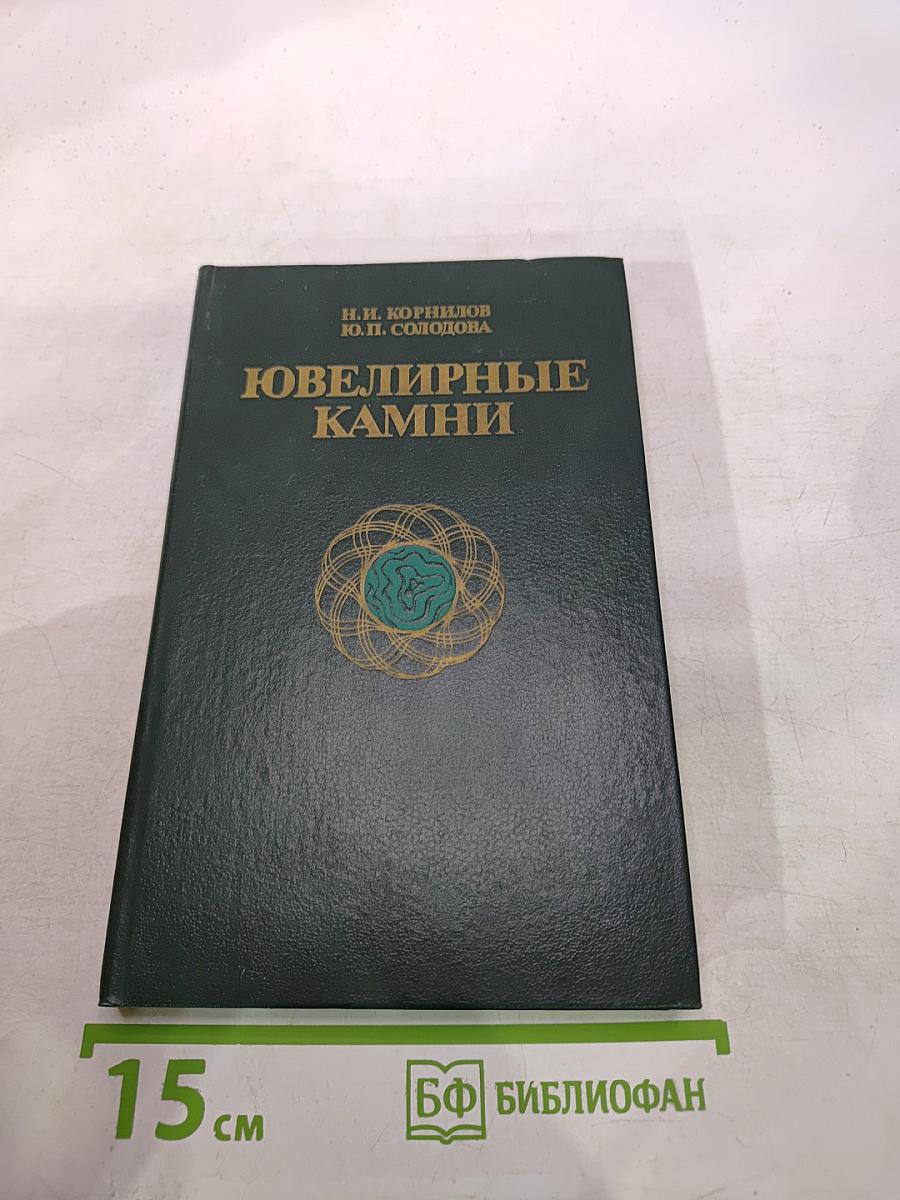 Н.И. КОРНИЛОВ
Ю.П. СОЛОДОВА
ЮВЕЛИРНЫЕ
КАМНИ
15 см
БФ БИБЛИОФАН